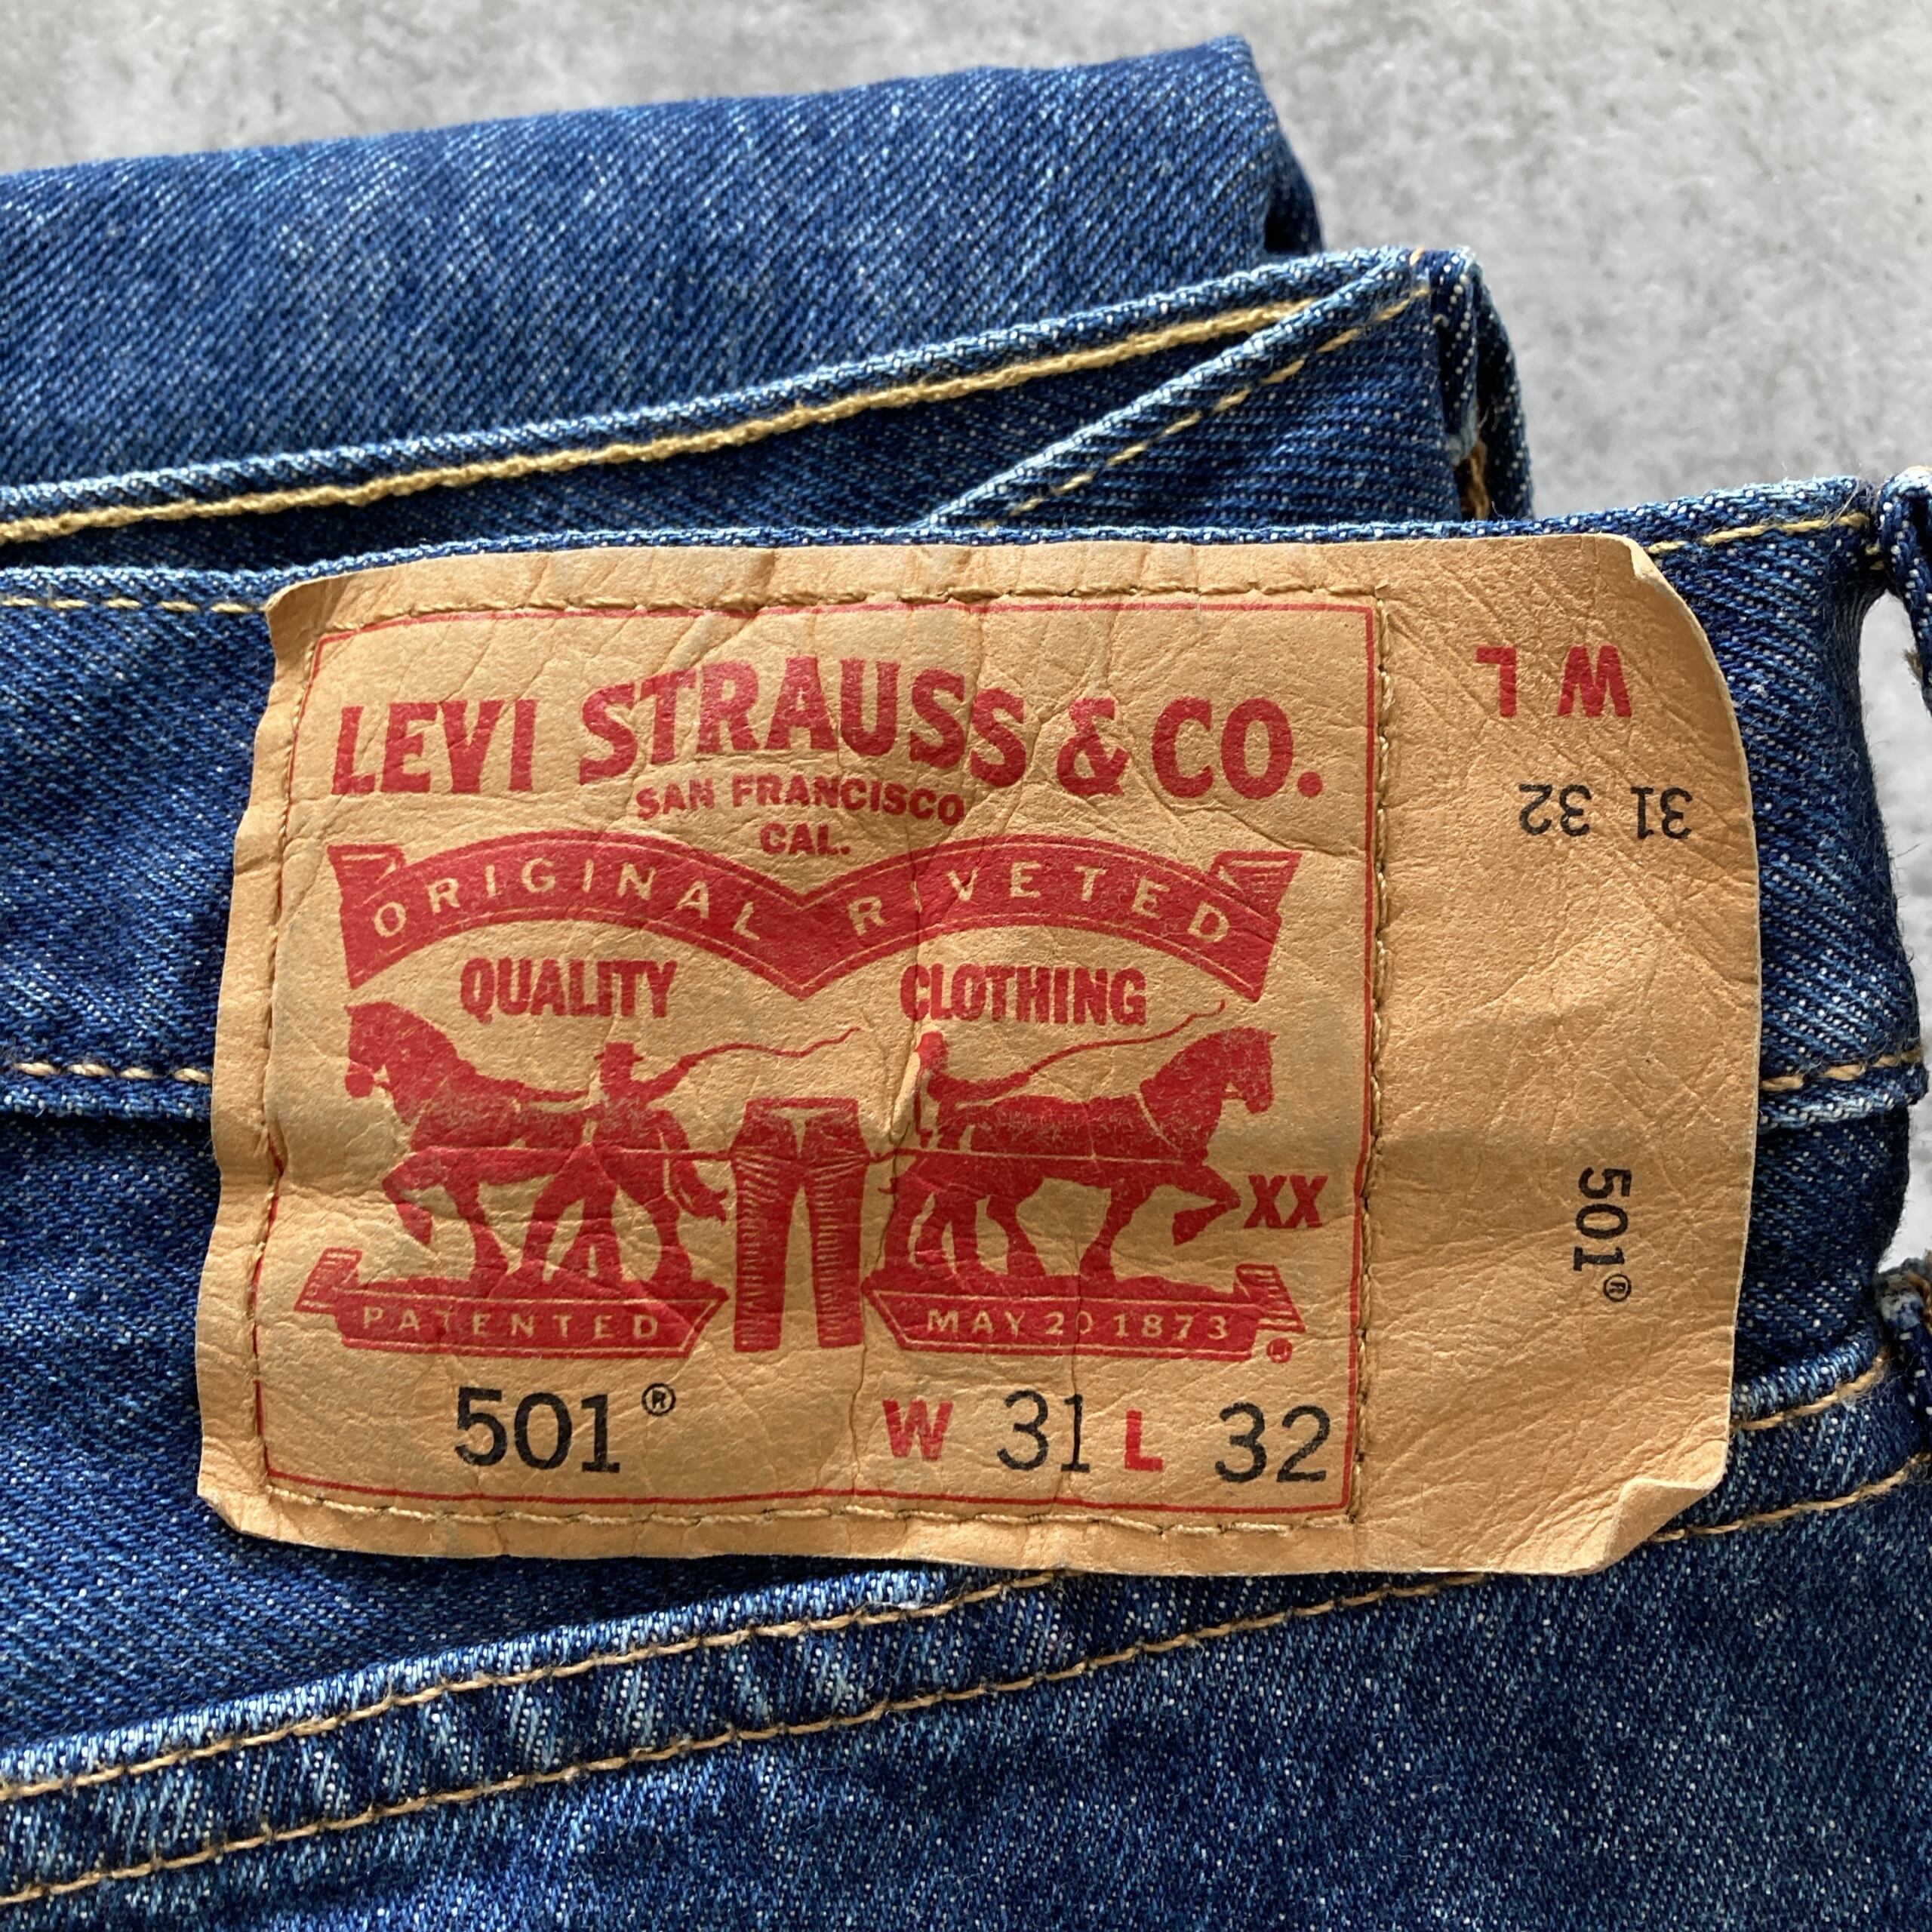 LEVI STRAUSS & CO.
SAN FRANCISCO
CAL.
ORIGINAL RIVETED
QUALITY CLOTHING
XX
PATENTED MAY 20 1873
501® W 31 L 32
W L
31 32
501®